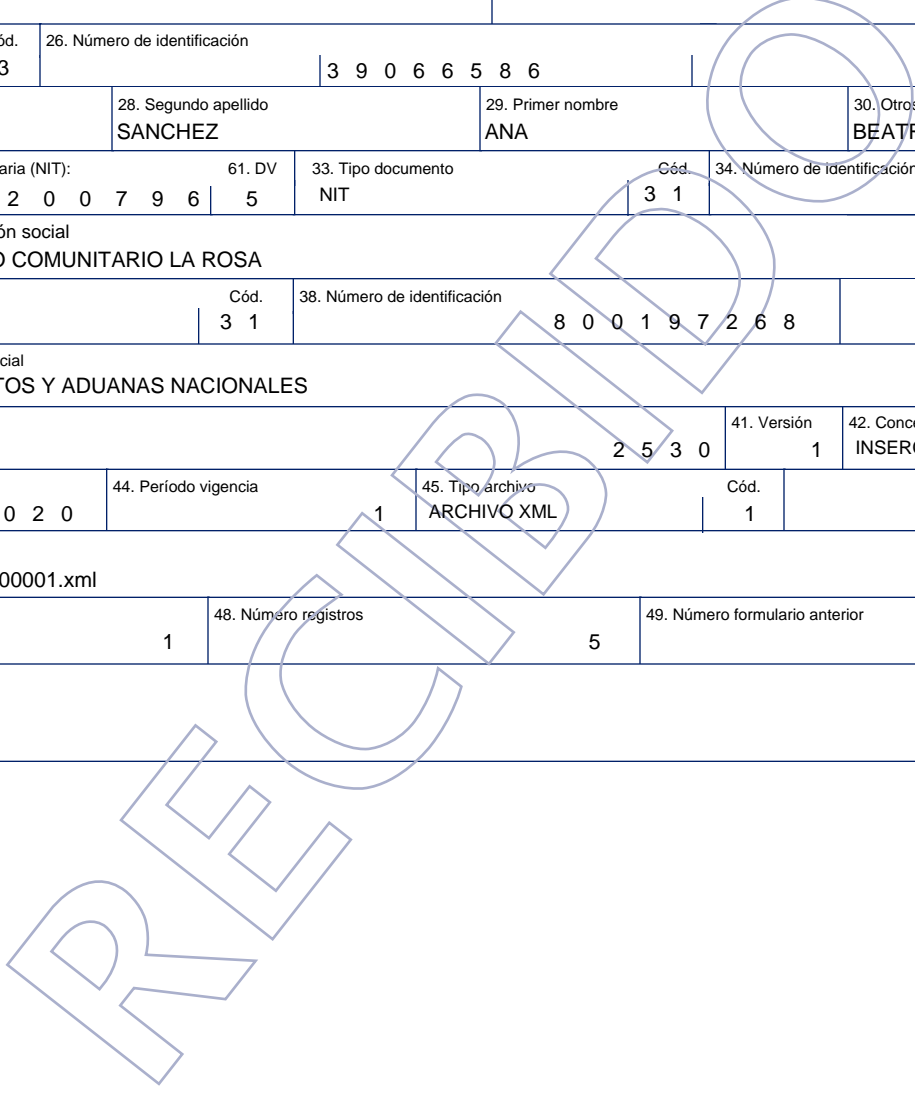 ód. 26. Número de identificación
3 3 9 0 6 6 5 8 6
28. Segundo apellido 29. Primer nombre 30. Otros
SANCHEZ ANA BEATR
aria (NIT): 61. DV 33. Tipo documento Cód. 34. Número de identificación
2 0 0 7 9 6 5 NIT 3 1
ón social
O COMUNITARIO LA ROSA
Cód. 38. Número de identificación
3 1 8 0 0 1 9 7 2 6 8
cial
TOS Y ADUANAS NACIONALES
41. Versión 42. Conce
2 5 3 0 1 INSERC
44. Período vigencia 45. Tipo archivo Cód.
0 2 0 1 ARCHIVO XML 1
00001.xml
48. Número registros 49. Número formulario anterior
1 5
RECIBIDO